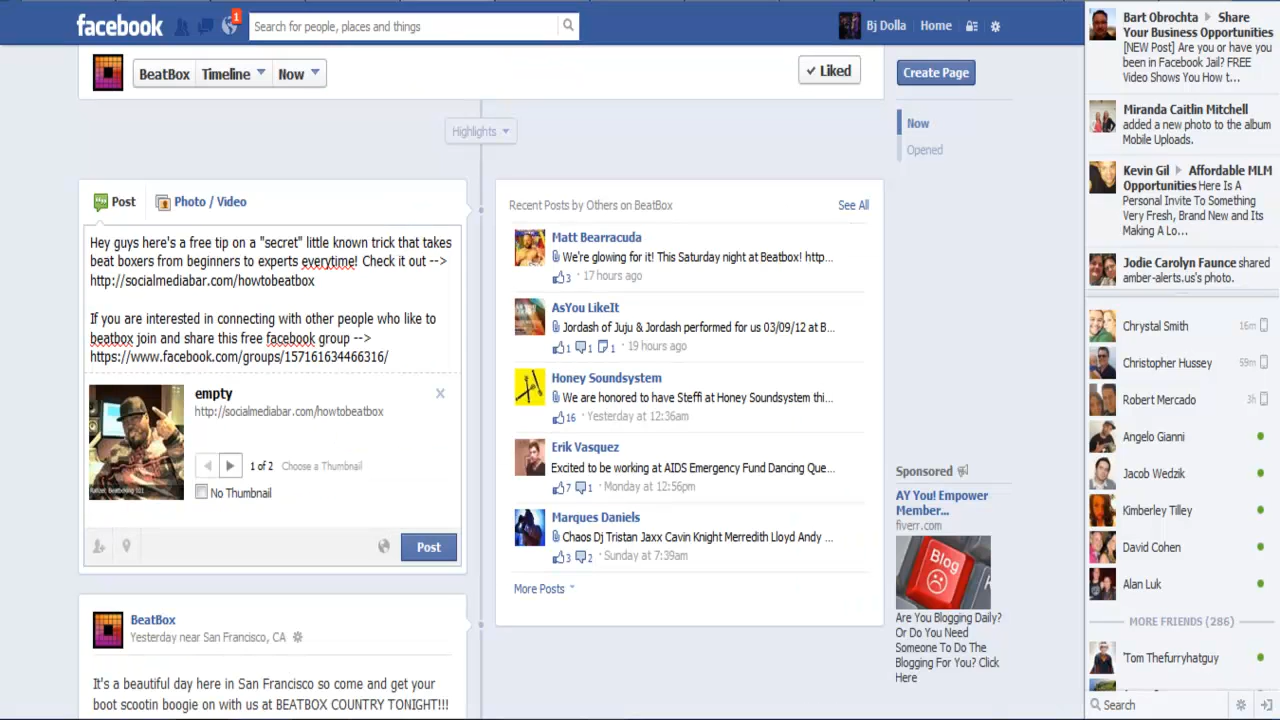 facebook
1
Search for people, places and things
Bj Dolla
Home
BeatBox
Timeline
Now
✓ Liked
Create Page
Highlights
Now
Opened
Post
Photo / Video
Hey guys here's a free tip on a "secret" little known trick that takes
beat boxers from beginners to experts everytime! Check it out -->
http://socialmediabar.com/howtobeatbox
If you are interested in connecting with other people who like to
beatbox join and share this free facebook group -->
https://www.facebook.com/groups/157161634466316/
empty
http://socialmediabar.com/howtobeatbox
1 of 2 Choose a Thumbnail
No Thumbnail
Post
BeatBox
Yesterday near San Francisco, CA
It's a beautiful day here in San Francisco so come and get your
boot scootin boogie on with us at BEATBOX COUNTRY TONIGHT!!!
Recent Posts by Others on BeatBox
See All
Matt Bearracuda
We're glowing for it! This Saturday night at Beatbox! http...
3 · 17 hours ago
AsYou LikeIt
Jordash of Juju & Jordash performed for us 03/09/12 at B...
1 1 1 · 19 hours ago
Honey Soundsystem
We are honored to have Steffi at Honey Soundsystem thi...
16 · Yesterday at 12:36am
Erik Vasquez
Excited to be working at AIDS Emergency Fund Dancing Que...
7 1 · Monday at 12:56pm
Marques Daniels
Chaos Dj Tristan Jaxx Cavin Knight Merredith Lloyd Andy ...
3 2 · Sunday at 7:39am
More Posts
Sponsored
AY You! Empower
Member...
fiverr.com
Blog
Are You Blogging Daily?
Or Do You Need
Someone To Do The
Blogging For You? Click
Here
Bart Obrochta Share
Your Business Opportunities
[NEW Post] Are you or have you
been in Facebook Jail? FREE
Video Shows You How t...
Miranda Caitlin Mitchell
added a new photo to the album
Mobile Uploads.
Kevin Gil Affordable MLM
Opportunities Here Is A
Personal Invite To Something
Very Fresh, Brand New and Its
Making A Lo...
Jodie Carolyn Faunce shared
amber-alerts.us's photo.
Chrystal Smith 16m
Christopher Hussey 59m
Robert Mercado 3h
Angelo Gianni
Jacob Wedzik
Kimberley Tilley
David Cohen
Alan Luk
MORE FRIENDS (286)
'Tom Thefurryhatguy
Search